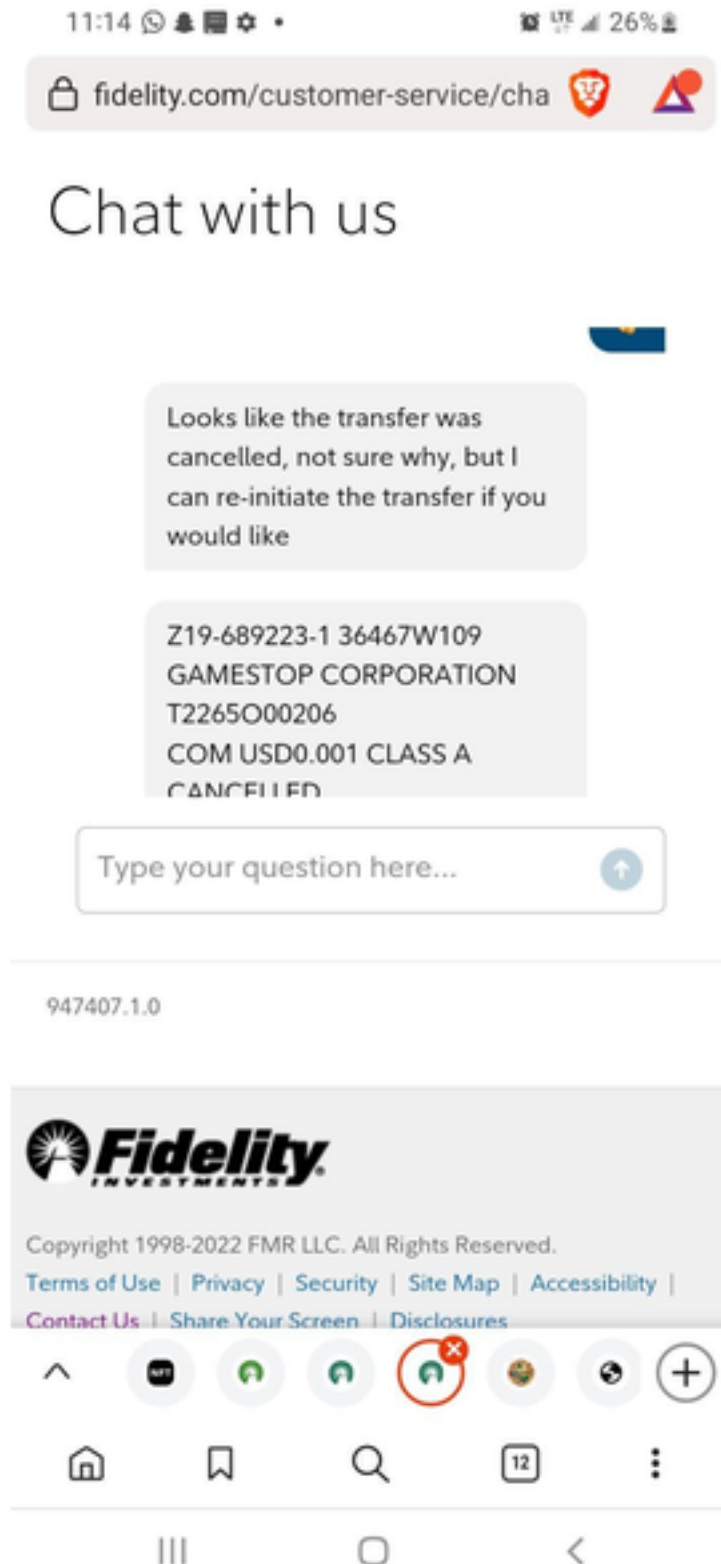 11:14
LTE 26%
fidelity.com/customer-service/cha
Chat with us
Looks like the transfer was
cancelled, not sure why, but I
can re-initiate the transfer if you
would like
Z19-689223-1 36467W109
GAMESTOP CORPORATION
T2265O00206
COM USD0.001 CLASS A
CANCELLED
Type your question here...
947407.1.0
Fidelity
INVESTMENTS
Copyright 1998-2022 FMR LLC. All Rights Reserved.
Terms of Use | Privacy | Security | Site Map | Accessibility |
Contact Us | Share Your Screen | Disclosures
NFT
12